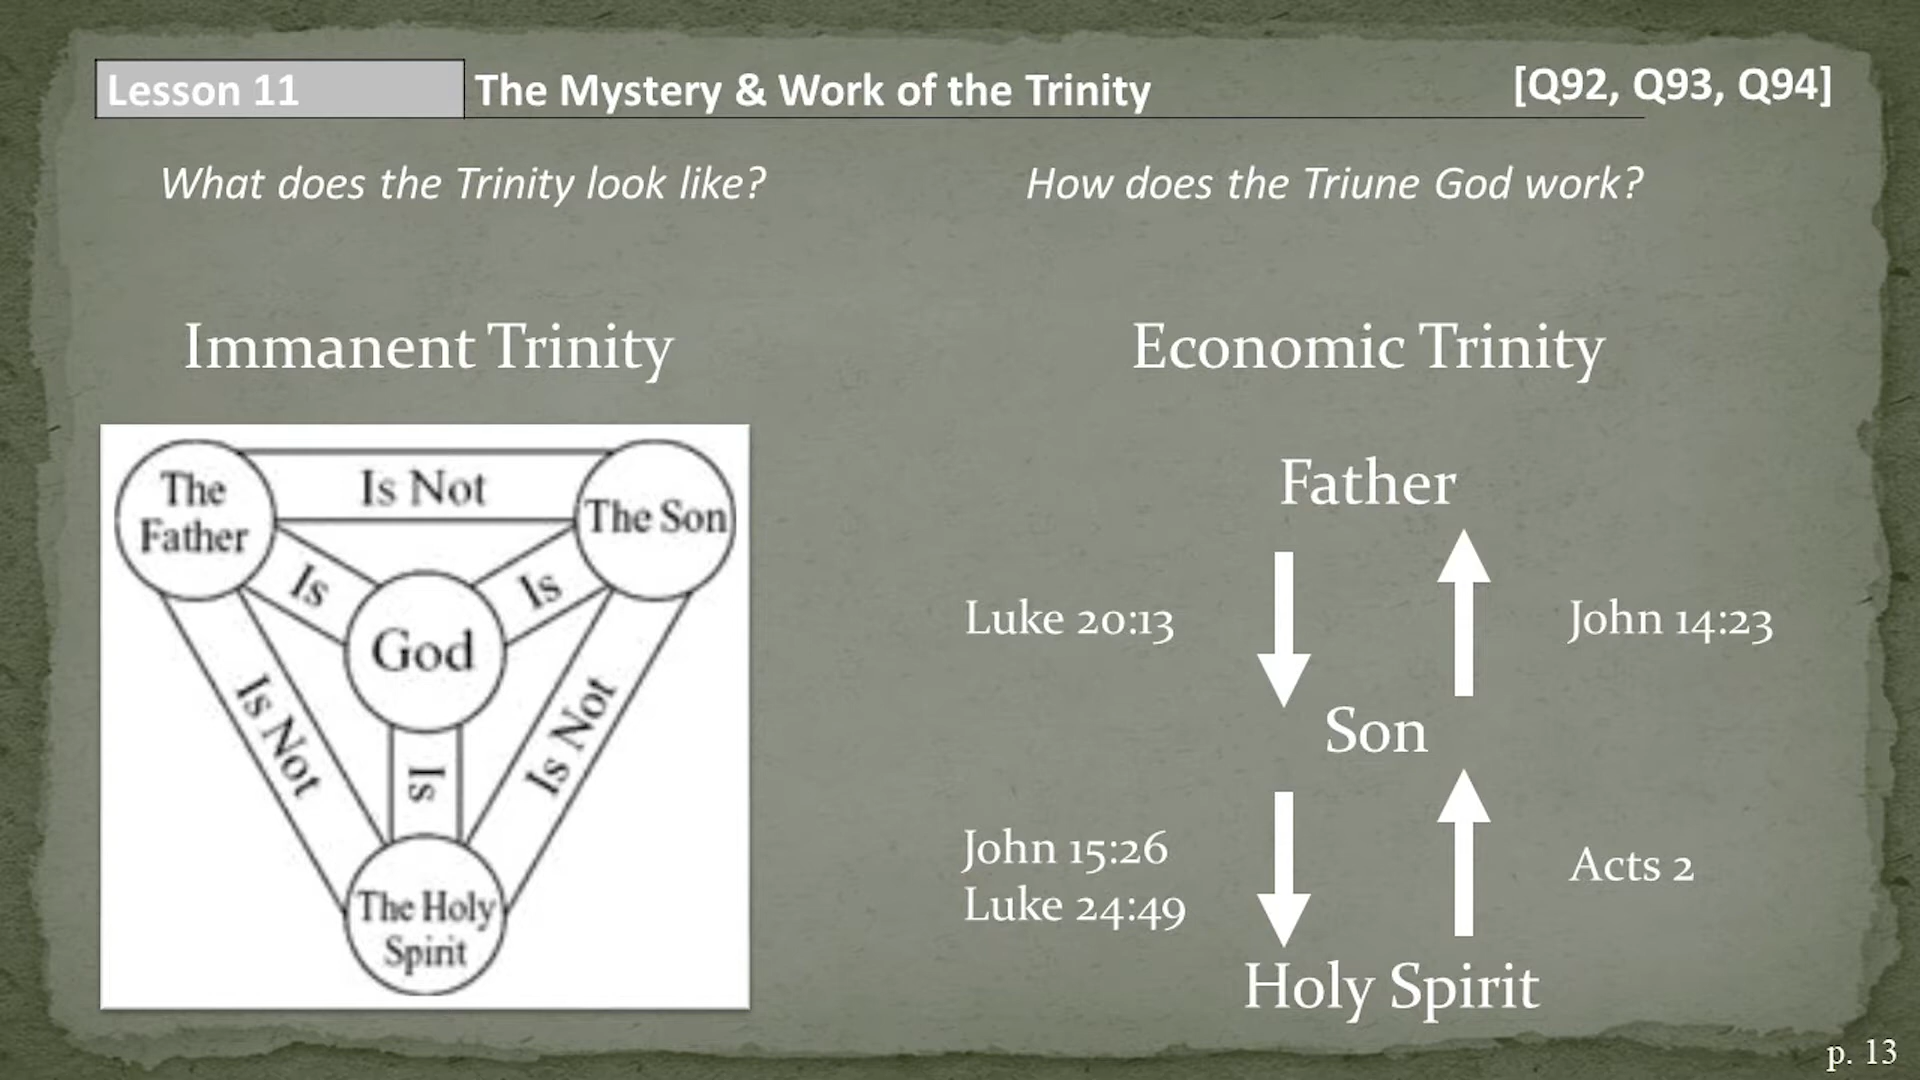 Lesson 11
The Mystery & Work of the Trinity
[Q92, Q93, Q94]
What does the Trinity look like?
How does the Triune God work?
Immanent Trinity
The
Father
Is Not
The Son
Is
Is
God
Is Not
Is Not
Is
The Holy
Spirit
Economic Trinity
Father
Luke 20:13
John 14:23
Son
John 15:26
Luke 24:49
Acts 2
Holy Spirit
p. 13